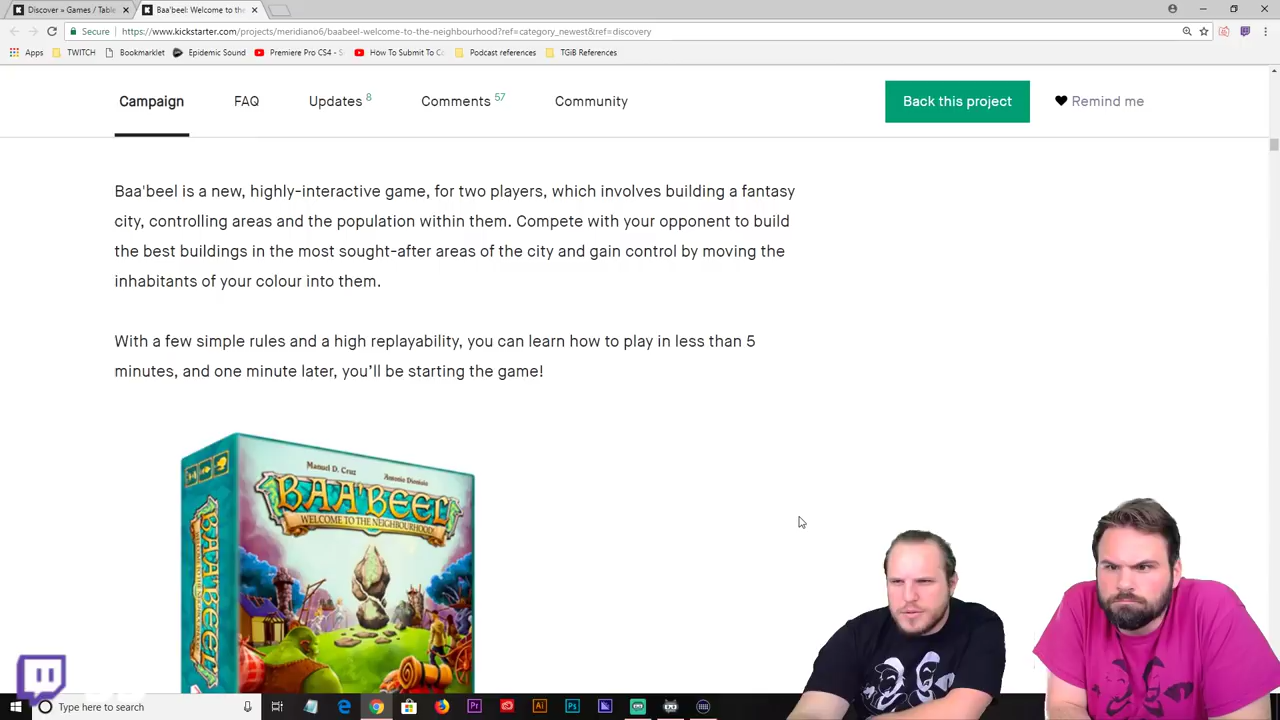 Discover » Games / Table
Baa'beel: Welcome to the
Secure
https://www.kickstarter.com/projects/meridiano6/baabeel-welcome-to-the-neighbourhood?ref=category_newest&ref=discovery
Apps TWITCH Bookmarklet Epidemic Sound Premiere Pro CS4 - S How To Submit To C Podcast references TGiB References
Campaign FAQ Updates 8 Comments 57 Community Back this project Remind me
Baa'beel is a new, highly-interactive game, for two players, which involves building a fantasy
city, controlling areas and the population within them. Compete with your opponent to build
the best buildings in the most sought-after areas of the city and gain control by moving the
inhabitants of your colour into them.
With a few simple rules and a high replayability, you can learn how to play in less than 5
minutes, and one minute later, you’ll be starting the game!
Manuel D. Cruz
Antonio Dionisio
BAA'BEEL
WELCOME TO THE NEIGHBOURHOOD!
BAA'BEEL
Type here to search